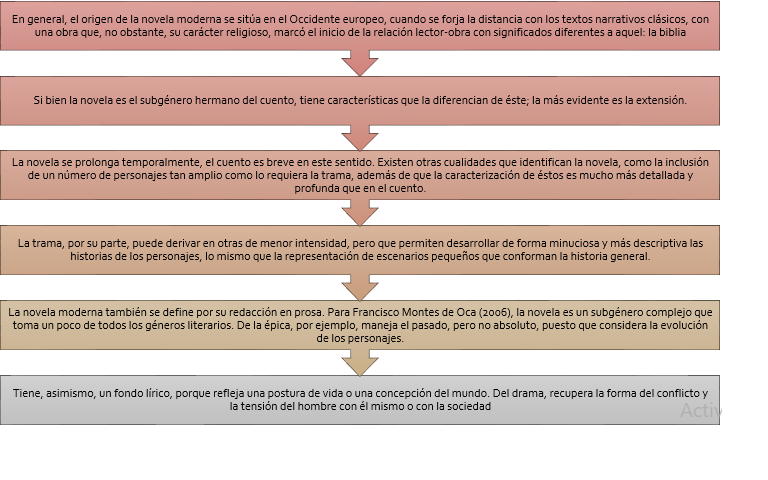 En general, el origen de la novela moderna se sitúa en el Occidente europeo, cuando se forja la distancia con los textos narrativos clásicos, con
una obra que, no obstante, su carácter religioso, marcó el inicio de la relación lector-obra con significados diferentes a aquel: la biblia
Si bien la novela es el subgénero hermano del cuento, tiene características que la diferencian de éste; la más evidente es la extensión.
La novela se prolonga temporalmente, el cuento es breve en este sentido. Existen otras cualidades que identifican la novela, como la inclusión
de un número de personajes tan amplio como lo requiera la trama, además de que la caracterización de éstos es mucho más detallada y
profunda que en el cuento.
La trama, por su parte, puede derivar en otras de menor intensidad, pero que permiten desarrollar de forma minuciosa y más descriptiva las
historias de los personajes, lo mismo que la representación de escenarios pequeños que conforman la historia general.
La novela moderna también se define por su redacción en prosa. Para Francisco Montes de Oca (2006), la novela es un subgénero complejo que
toma un poco de todos los géneros literarios. De la épica, por ejemplo, maneja el pasado, pero no absoluto, puesto que considera la evolución
de los personajes.
Tiene, asimismo, un fondo lírico, porque refleja una postura de vida o una concepción del mundo. Del drama, recupera la forma del conflicto y
la tensión del hombre con él mismo o con la sociedad
Activ